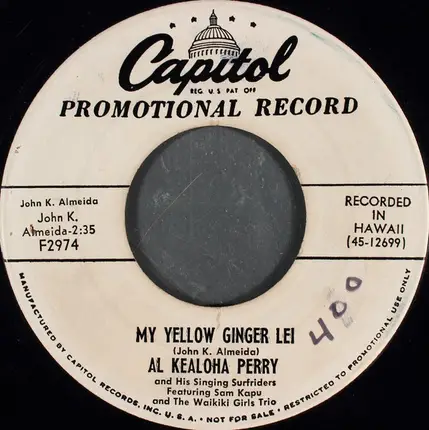 Capitol
REG. U.S. PAT. OFF.
PROMOTIONAL RECORD
John K. Almeida
John K.
Almeida-2:35
F2974
RECORDED
IN
HAWAII
(45-12699)
400
MY YELLOW GINGER LEI
(John K. Almeida)
AL KEALOHA PERRY
and His Singing Surfriders
Featuring Sam Kapu
and The Waikiki Girls Trio
MANUFACTURED BY CAPITOL RECORDS, INC. U.S.A. • NOT FOR SALE • RESTRICTED TO PROMOTIONAL USE ONLY